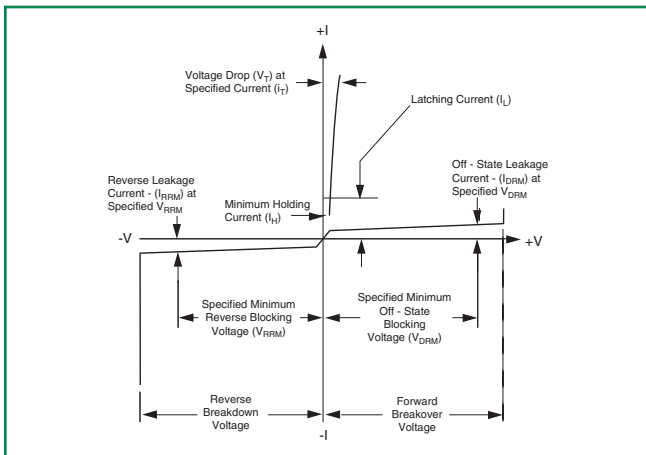 +I
Voltage Drop (VT) at
Specified Current (iT)
Latching Current (IL)
Reverse Leakage
Current - (IRRM) at
Specified VRRM
Off - State Leakage
Current - (IDRM) at
Specified VDRM
Minimum Holding
Current (IH)
-V
+V
Specified Minimum
Reverse Blocking
Voltage (VRRM)
Specified Minimum
Off - State
Blocking
Voltage (VDRM)
Reverse
Breakdown
Voltage
Forward
Breakover
Voltage
-I